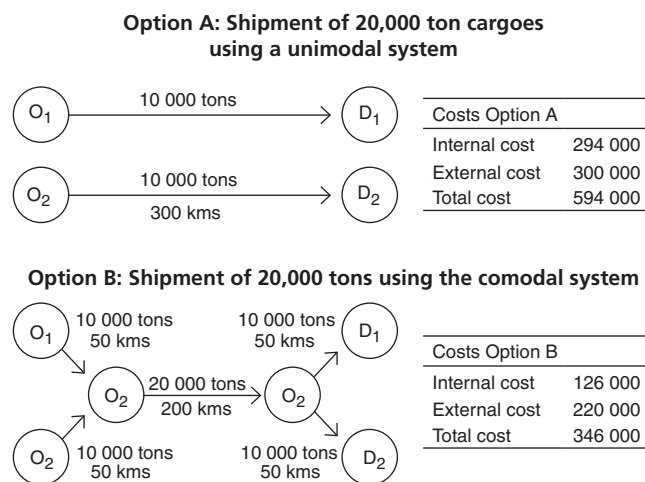 Option A: Shipment of 20,000 ton cargoes
using a unimodal system
O1
10 000 tons
D1
O2
10 000 tons
300 kms
D2
Costs Option A
Internal cost 294 000
External cost 300 000
Total cost 594 000
Option B: Shipment of 20,000 tons using the comodal system
O1
10 000 tons
50 kms
10 000 tons
50 kms
D1
O2
20 000 tons
200 kms
O2
O2
10 000 tons
50 kms
10 000 tons
50 kms
D2
Costs Option B
Internal cost 126 000
External cost 220 000
Total cost 346 000